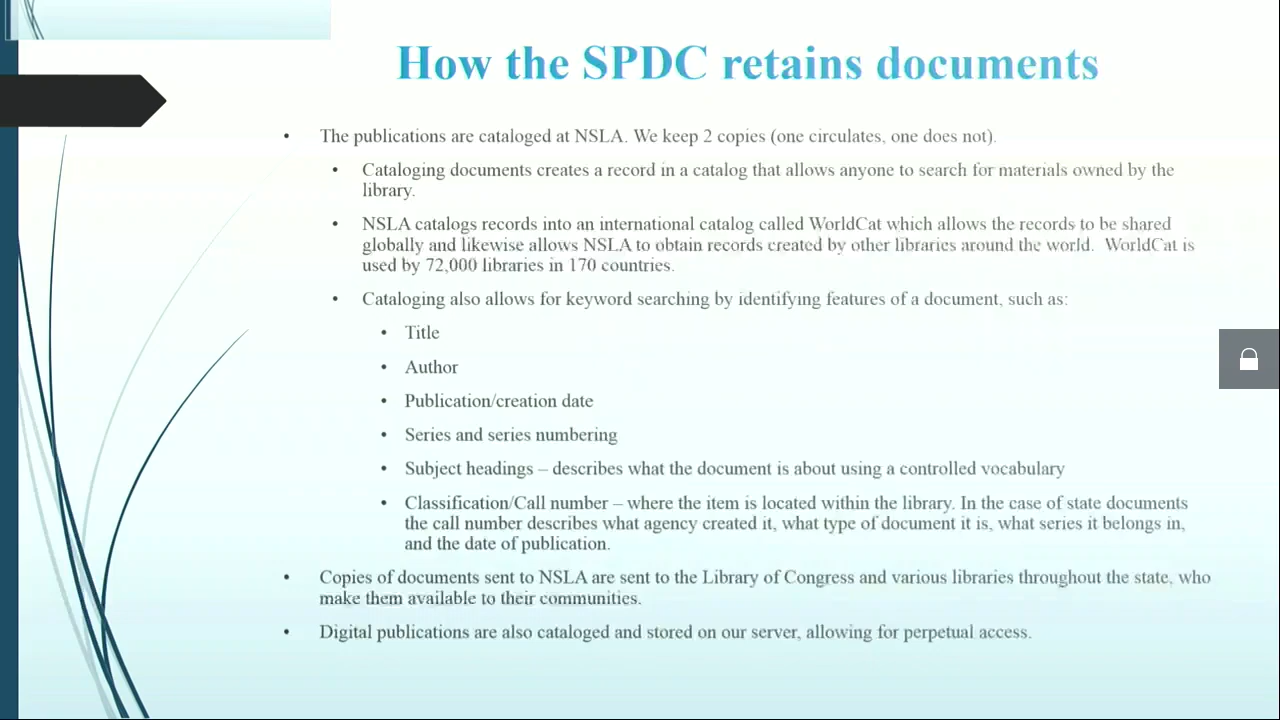 How the SPDC retains documents
• The publications are cataloged at NSLA. We keep 2 copies (one circulates, one does not).
• Cataloging documents creates a record in a catalog that allows anyone to search for materials owned by the
library.
• NSLA catalogs records into an international catalog called WorldCat which allows the records to be shared
globally and likewise allows NSLA to obtain records created by other libraries around the world.  WorldCat is
used by 72,000 libraries in 170 countries.
• Cataloging also allows for keyword searching by identifying features of a document, such as:
• Title
• Author
• Publication/creation date
• Series and series numbering
• Subject headings – describes what the document is about using a controlled vocabulary
• Classification/Call number – where the item is located within the library. In the case of state documents
the call number describes what agency created it, what type of document it is, what series it belongs in,
and the date of publication.
• Copies of documents sent to NSLA are sent to the Library of Congress and various libraries throughout the state, who
make them available to their communities.
• Digital publications are also cataloged and stored on our server, allowing for perpetual access.